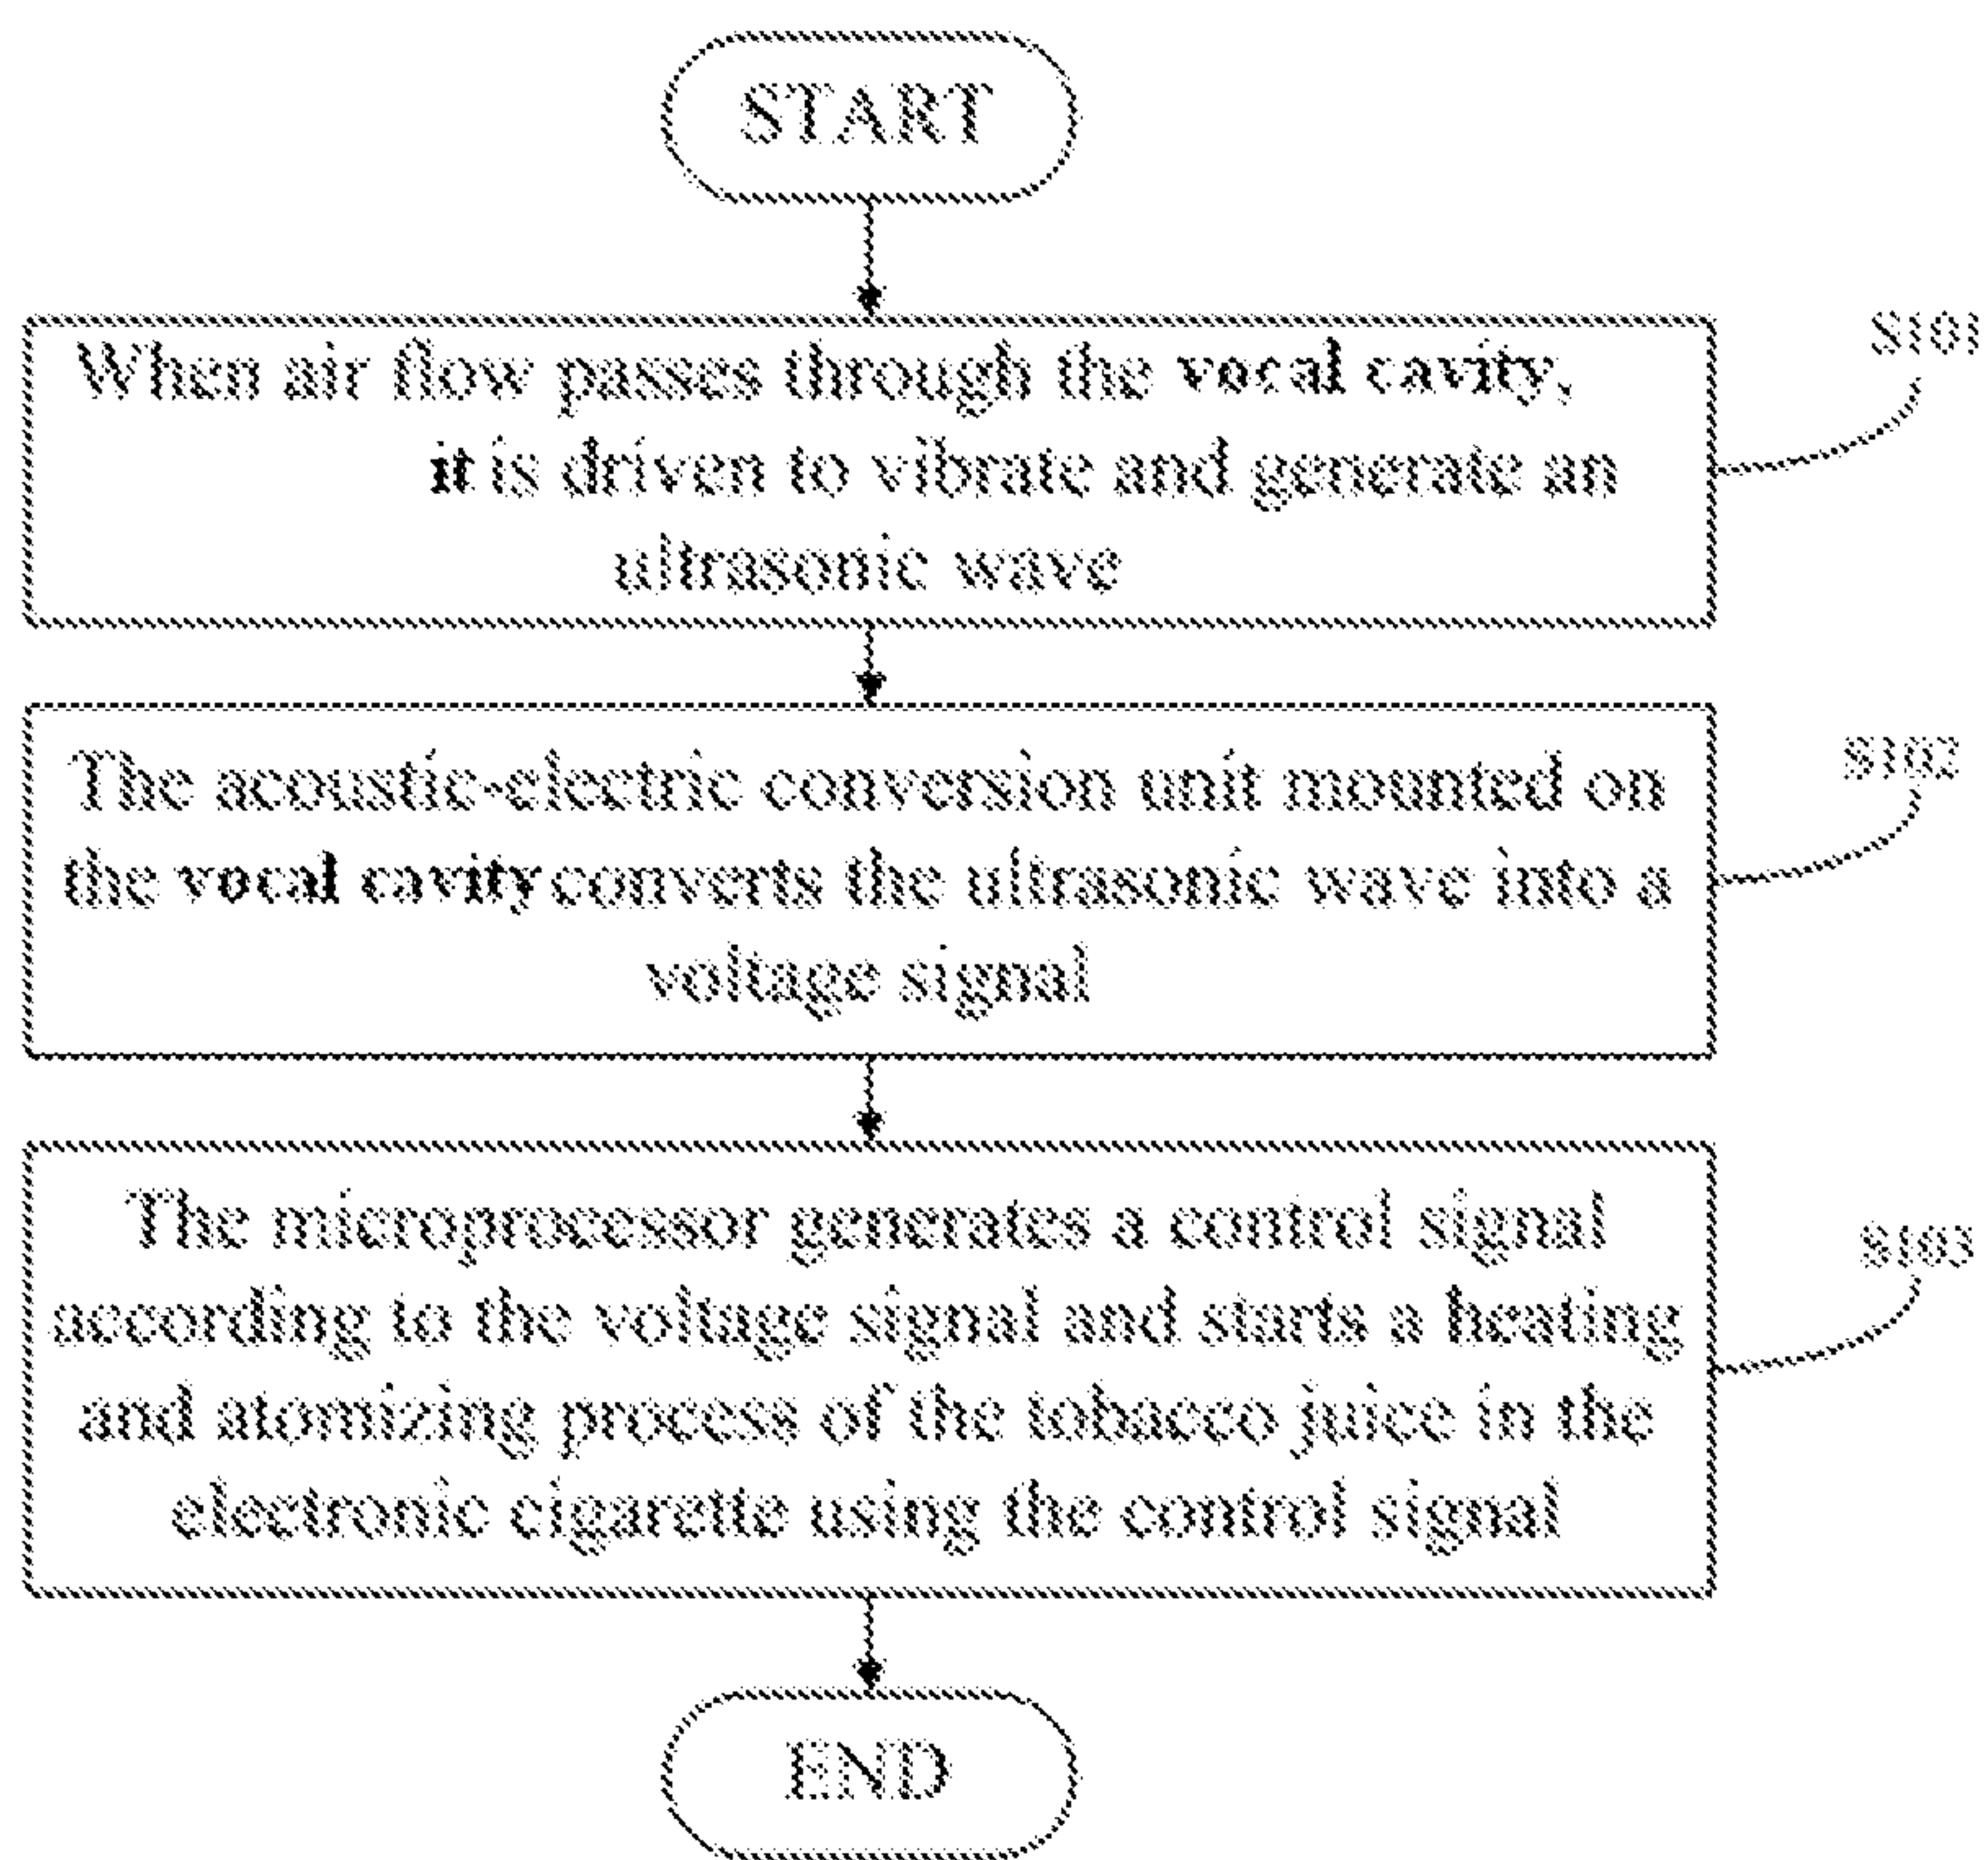 START
When air flow passes through the vocal cavity,
it is driven to vibrate and generate an
ultrasonic wave
S101
The acoustic-electric conversion unit mounted on
the vocal cavity converts the ultrasonic wave into a
voltage signal
S102
The microprocessor generates a control signal
according to the voltage signal and starts a heating
and atomizing process of the tobacco juice in the
electronic cigarette using the control signal
S103
END